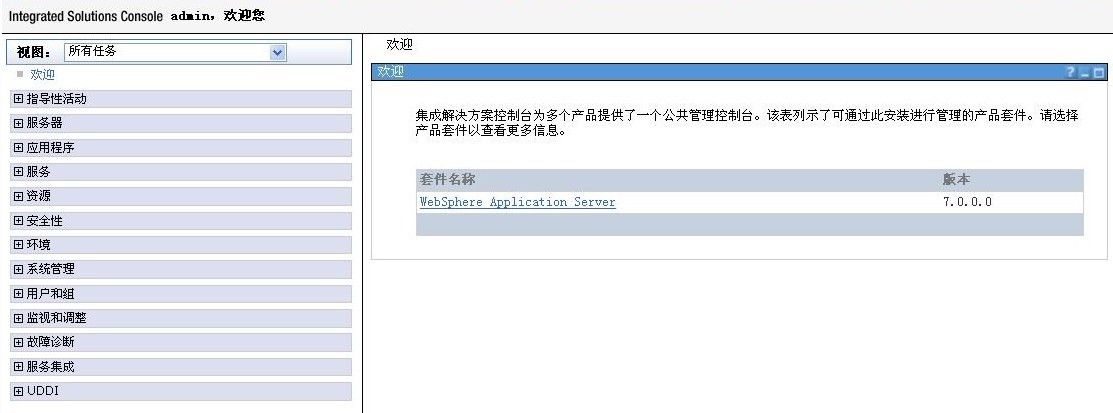 Integrated Solutions Console admin，欢迎您
视图： 所有任务
欢迎
指导性活动
服务器
应用程序
服务
资源
安全性
环境
系统管理
用户和组
监视和调整
故障诊断
服务集成
UDDI
欢迎
欢迎 ?
集成解决方案控制台为多个产品提供了一个公共管理控制台。该表列示了可通过此安装进行管理的产品套件。请选择
产品套件以查看更多信息。
套件名称 版本
WebSphere Application Server 7.0.0.0